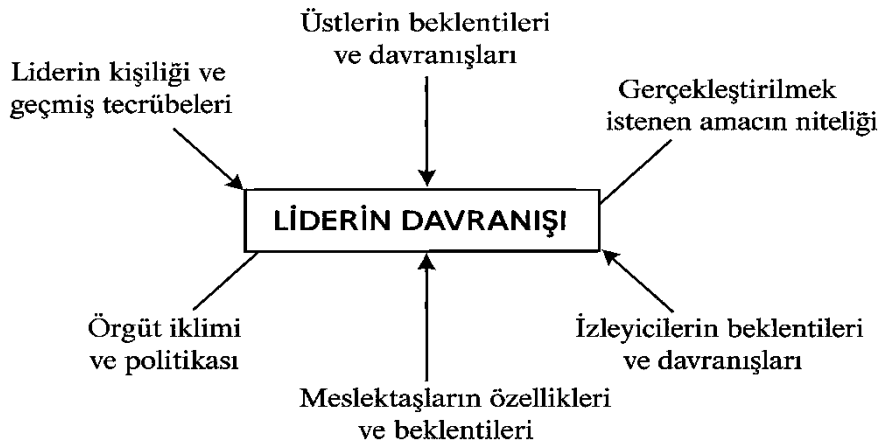 Üstlerin beklentileri
ve davranışları
Liderin kişiliği ve
geçmiş tecrübeleri
Gerçekleştirilmek
istenen amacın niteliği
LİDERİN DAVRANIŞI
Örgüt iklimi
ve politikası
İzleyicilerin beklentileri
ve davranışları
Meslektaşların özellikleri
ve beklentileri